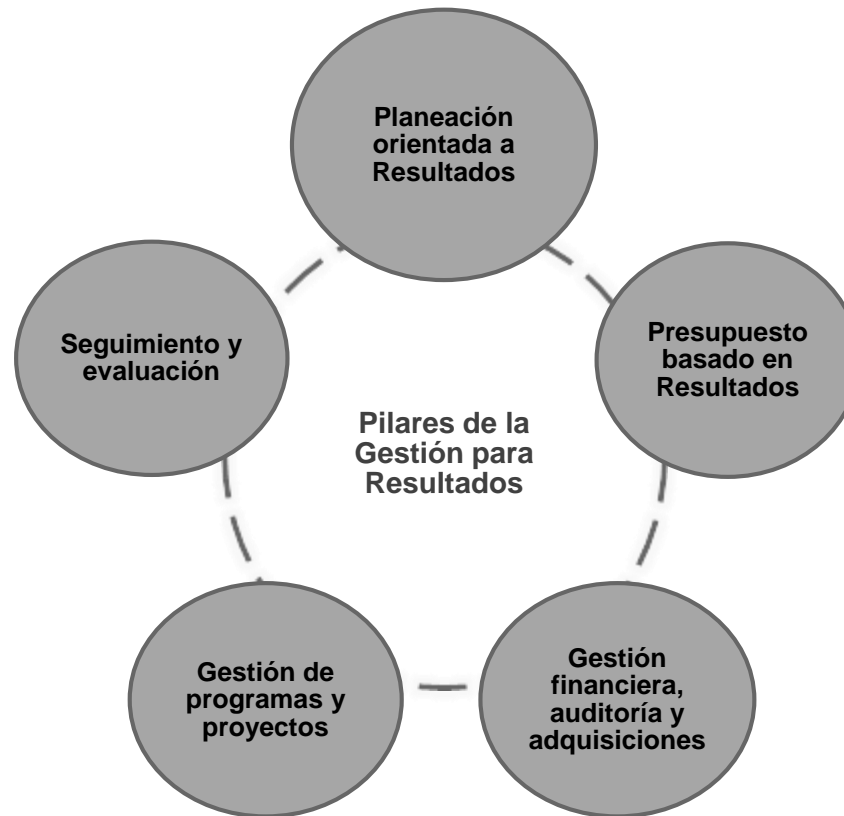 Planeación
orientada a
Resultados
Presupuesto
basado en
Resultados
Seguimiento y
evaluación
Pilares de la
Gestión para
Resultados
Gestión de
programas y
proyectos
Gestión
financiera,
auditoría y
adquisiciones